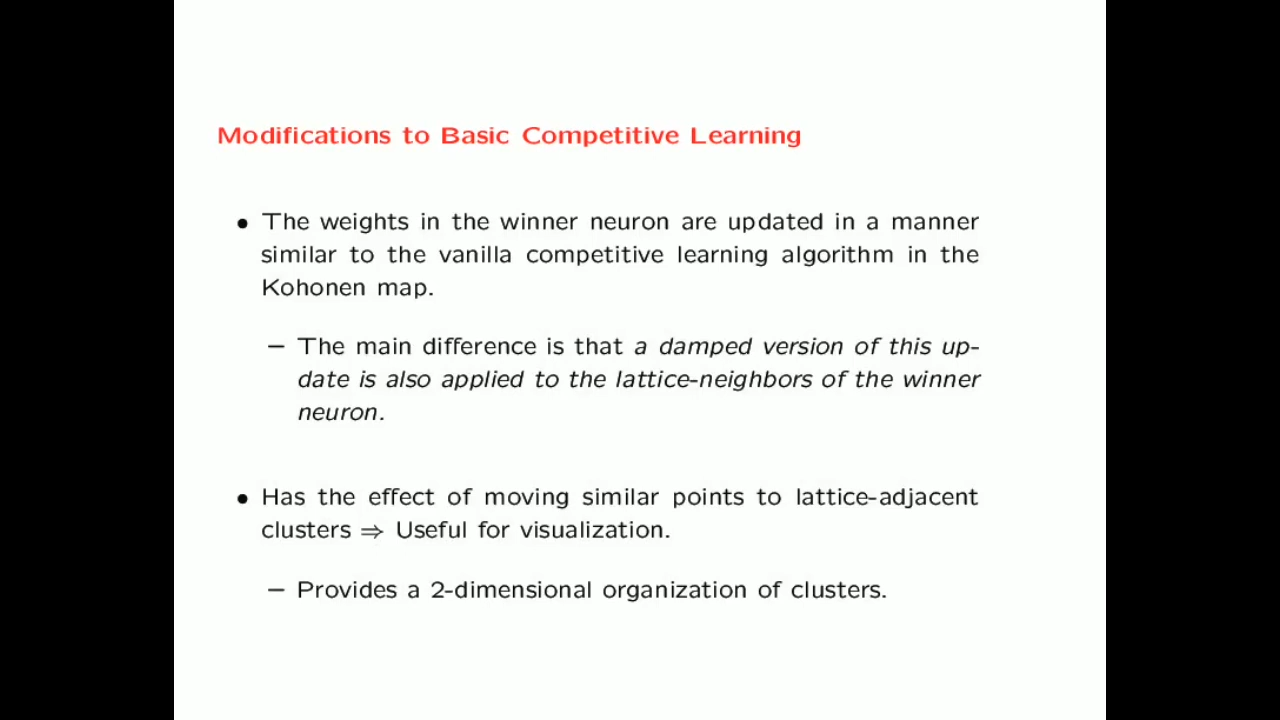 Modifications to Basic Competitive Learning
• The weights in the winner neuron are updated in a manner
similar to the vanilla competitive learning algorithm in the
Kohonen map.
– The main difference is that a damped version of this up-
date is also applied to the lattice-neighbors of the winner
neuron.
• Has the effect of moving similar points to lattice-adjacent
clusters ⇒ Useful for visualization.
– Provides a 2-dimensional organization of clusters.